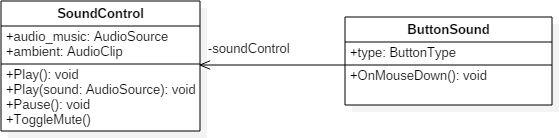 SoundControl
+audio_music: AudioSource
+ambient: AudioClip
+Play(): void
+Play(sound: AudioSource): void
+Pause(): void
+ToggleMute()
-soundControl
ButtonSound
+type: ButtonType
+OnMouseDown(): void